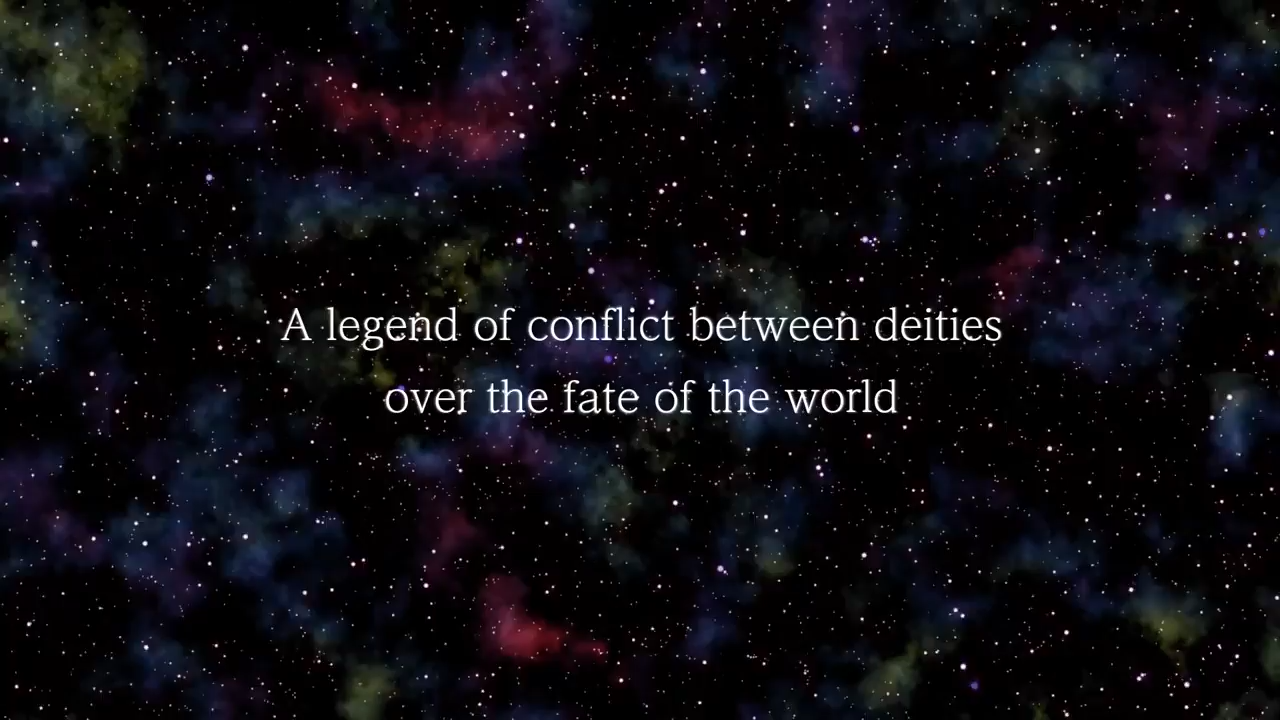 A legend of conflict between deities
over the fate of the world